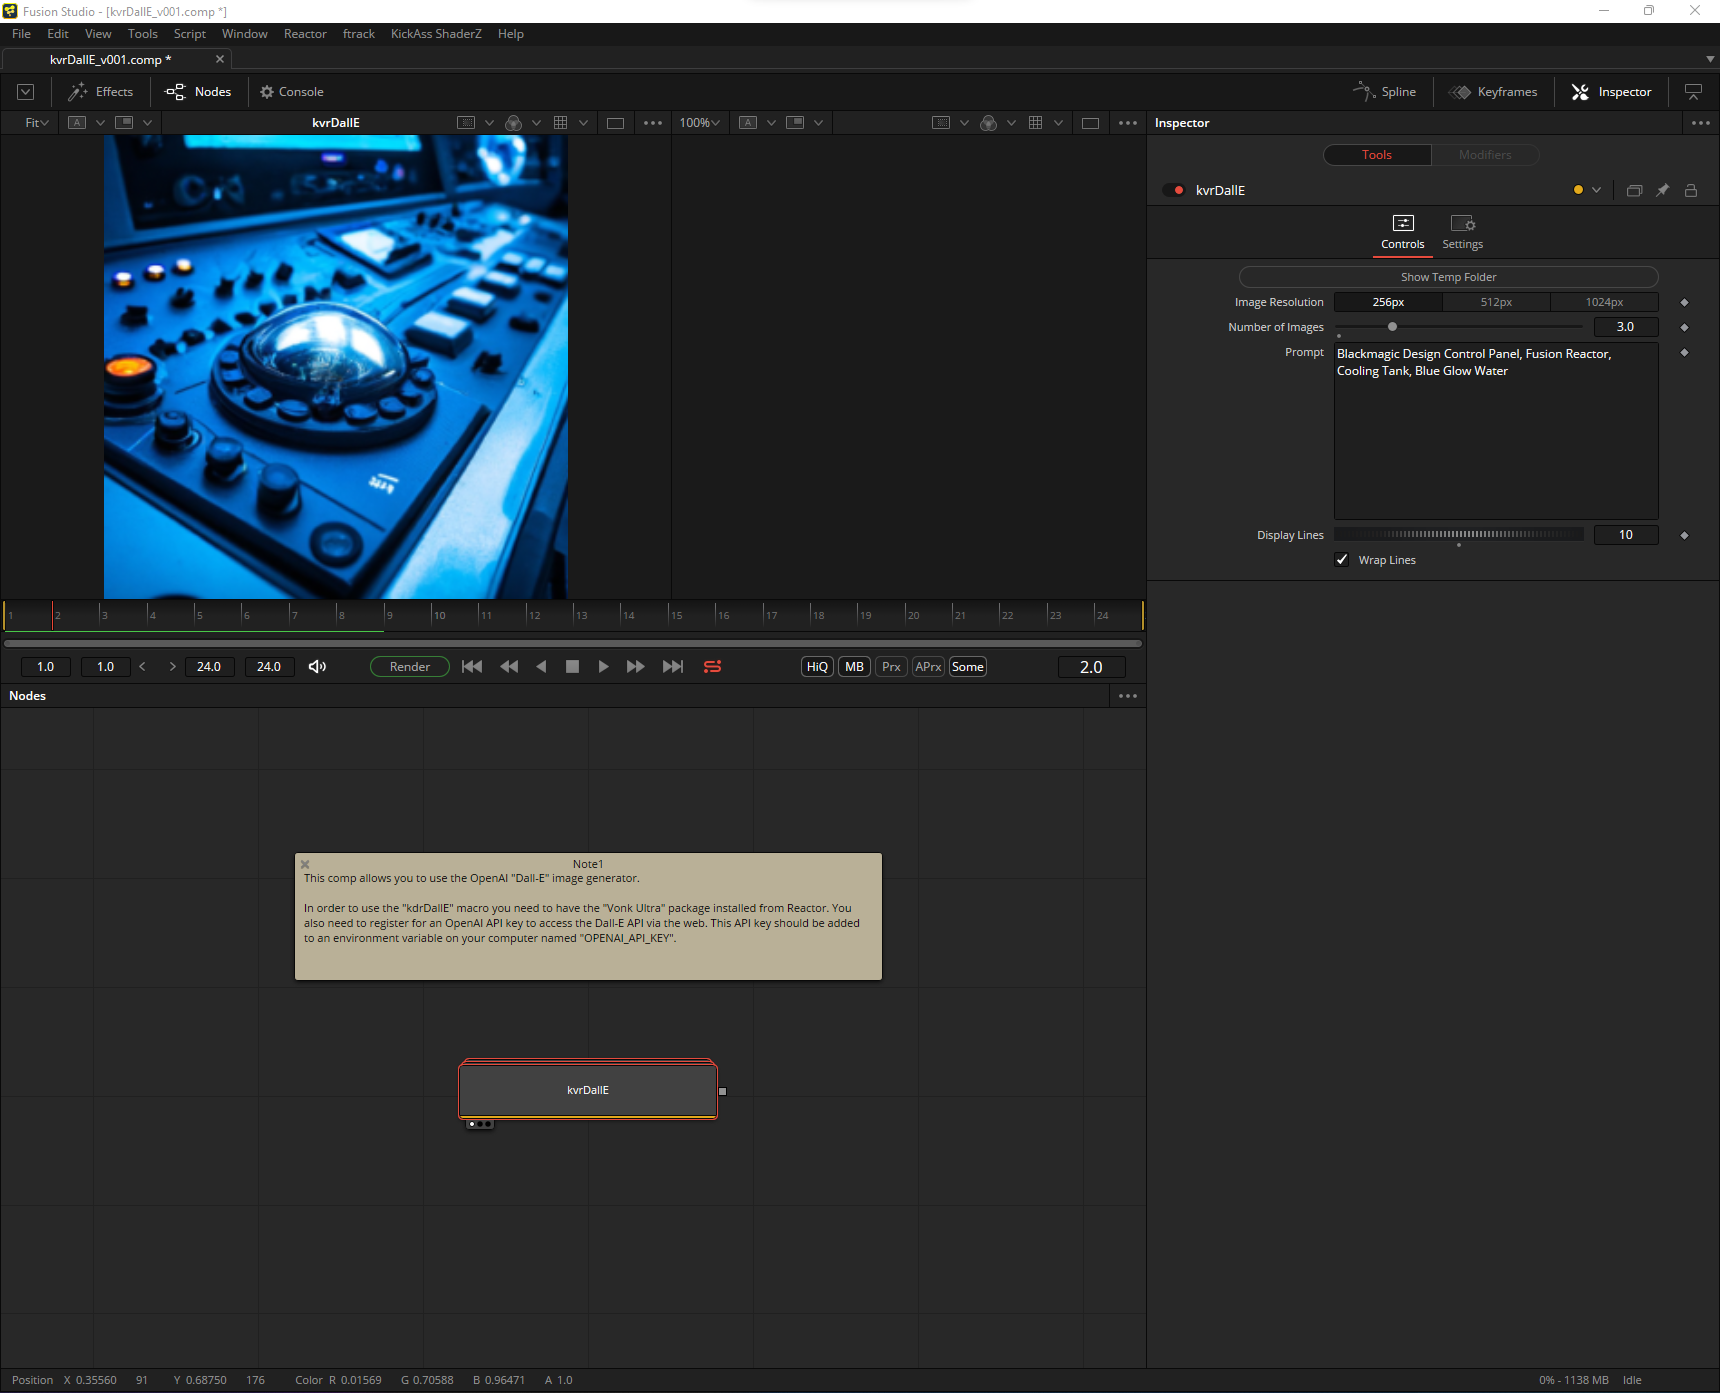 Fusion Studio - [kvrDallE_v001.comp *]
File Edit View Tools Script Window Reactor ftrack KickAss ShaderZ Help
kvrDallE_v001.comp *
Effects Nodes Console Spline Keyframes Inspector
Fit A kvrDallE 100% A Inspector
Tools Modifiers
kvrDallE
Controls Settings
Show Temp Folder
Image Resolution 256px 512px 1024px
Number of Images 3.0
Prompt Blackmagic Design Control Panel, Fusion Reactor,
Cooling Tank, Blue Glow Water
Display Lines 10
Wrap Lines
1 2 3 4 5 6 7 8 9 10 11 12 13 14 15 16 17 18 19 20 21 22 23 24
1.0 1.0 < > 24.0 24.0 Render HiQ MB Prx APrx Some 2.0
Nodes
Note1
This comp allows you to use the OpenAI "Dall-E" image generator.
In order to use the "kdrDallE" macro you need to have the "Vonk Ultra" package installed from Reactor. You
also need to register for an OpenAI API key to access the Dall-E API via the web. This API key should be added
to an environment variable on your computer named "OPENAI_API_KEY".
kvrDallE
Position X 0.35560 91 Y 0.68750 176 Color R 0.01569 G 0.70588 B 0.96471 A 1.0 0% - 1138 MB Idle